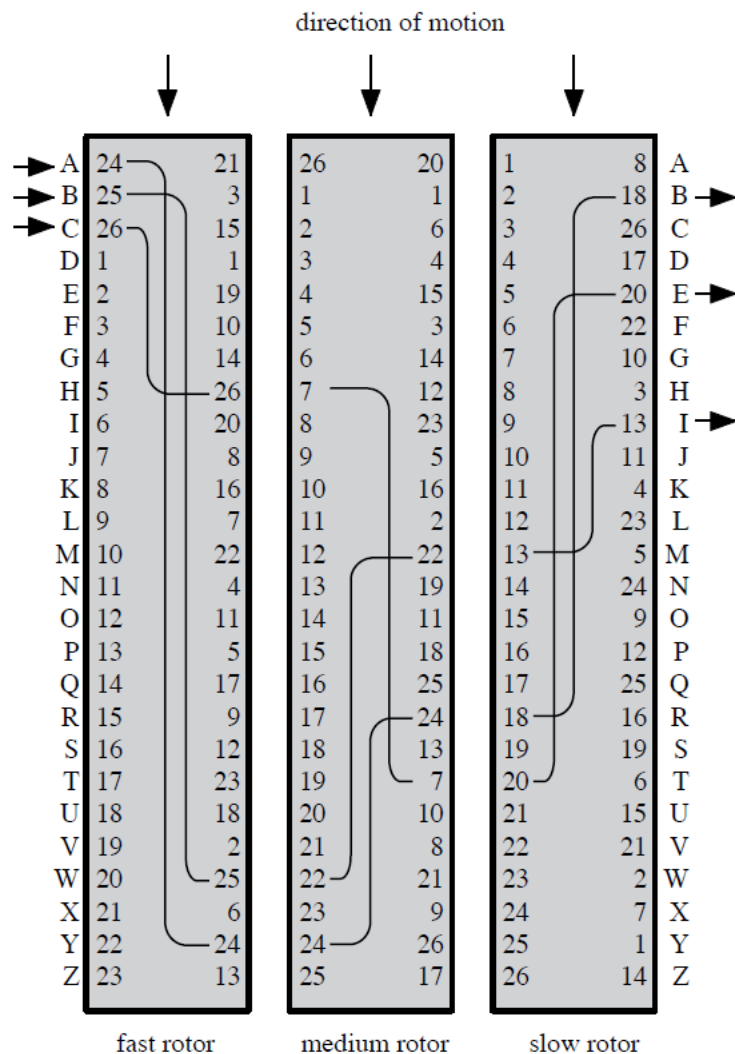 direction of motion
A 24 21 26 20 1 8 A
B 25 3 1 1 2 18 B
C 26 15 2 6 3 26 C
D 1 1 3 4 4 17 D
E 2 19 4 15 5 20 E
F 3 10 5 3 6 22 F
G 4 14 6 14 7 10 G
H 5 26 7 12 8 3 H
I 6 20 8 23 9 13 I
J 7 8 9 5 10 11 J
K 8 16 10 16 11 4 K
L 9 7 11 2 12 23 L
M 10 22 12 22 13 5 M
N 11 4 13 19 14 24 N
O 12 11 14 11 15 9 O
P 13 5 15 18 16 12 P
Q 14 17 16 25 17 25 Q
R 15 9 17 24 18 16 R
S 16 12 18 13 19 19 S
T 17 23 19 7 20 6 T
U 18 18 20 10 21 15 U
V 19 2 21 8 22 21 V
W 20 25 22 21 23 2 W
X 21 6 23 9 24 7 X
Y 22 24 24 26 25 1 Y
Z 23 13 25 17 26 14 Z
fast rotor medium rotor slow rotor